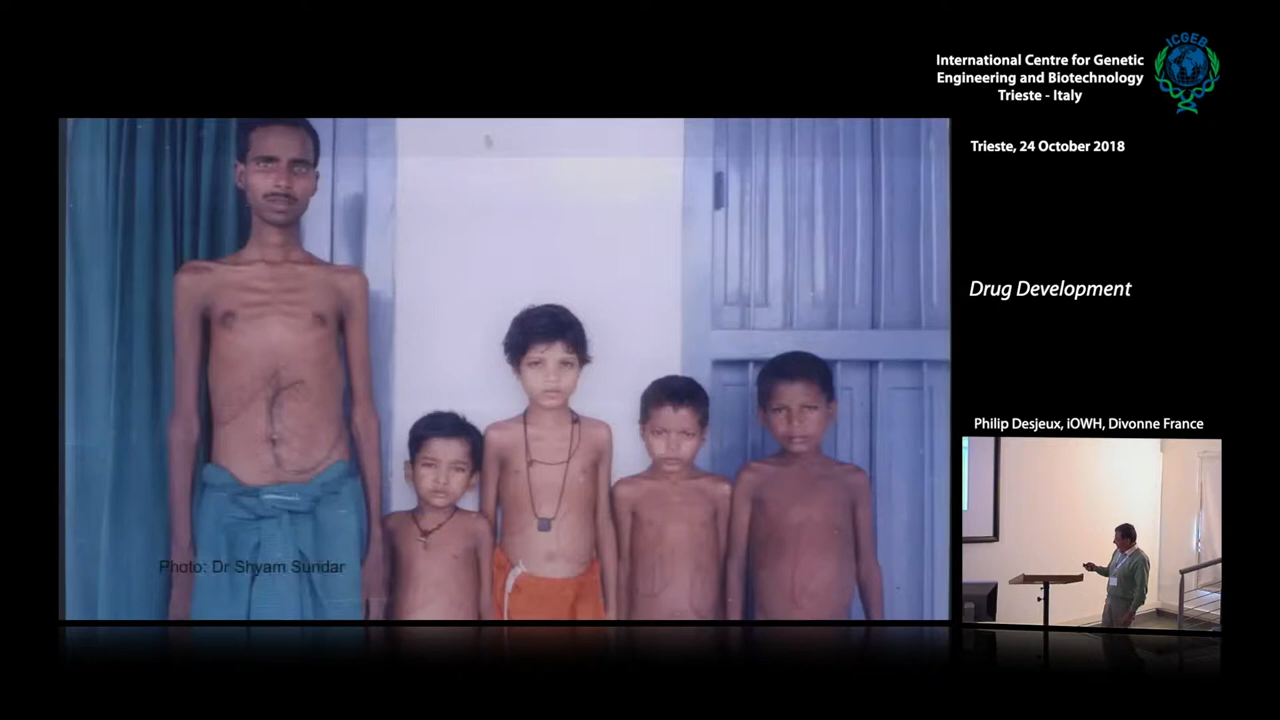 ICGEB
International Centre for Genetic
Engineering and Biotechnology
Trieste - Italy
Trieste, 24 October 2018
Drug Development
Philip Desjeux, iOWH, Divonne France
Photo: Dr Shyam Sundar